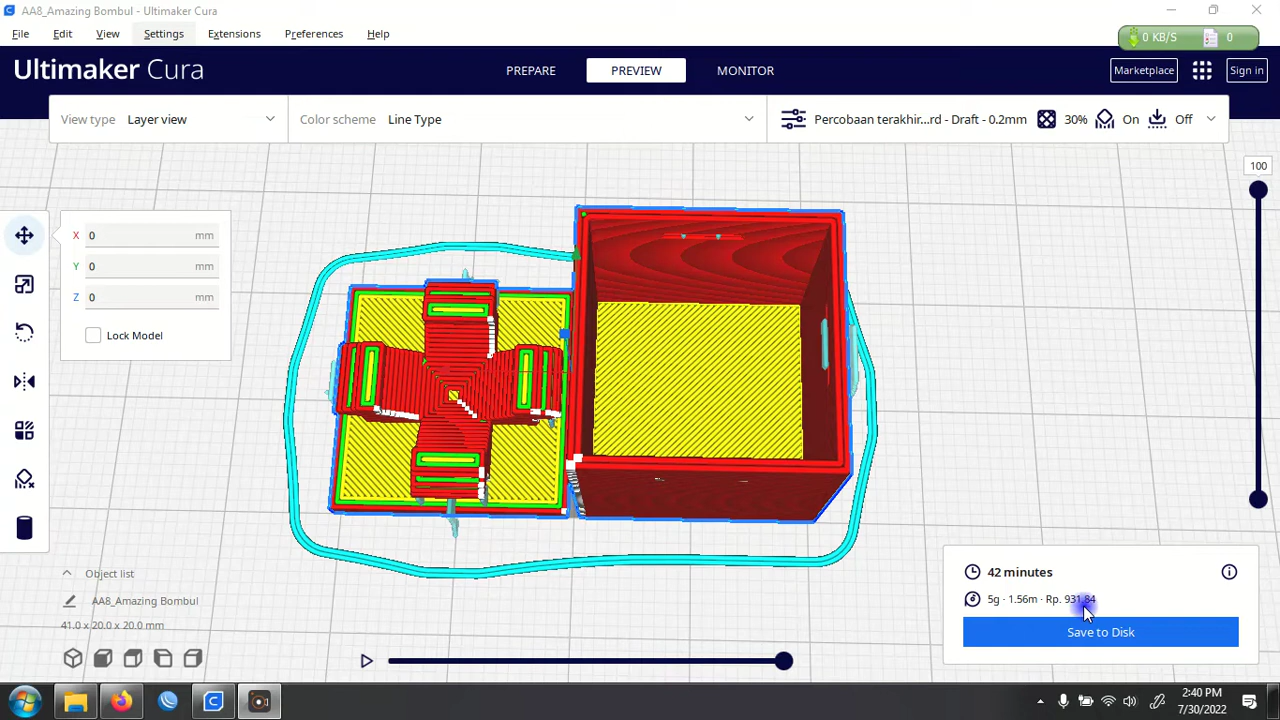 AA8_Amazing Bombul - Ultimaker Cura
File Edit View Settings Extensions Preferences Help
0 KB/S 0
Ultimaker Cura
PREPARE PREVIEW MONITOR
Marketplace Sign in
View type Layer view
Color scheme Line Type
Percobaan terakhir...rd - Draft - 0.2mm 30% On Off
100
X 0 mm
Y 0 mm
Z 0 mm
Lock Model
Object list
AA8_Amazing Bombul
41.0 x 20.0 x 20.0 mm
42 minutes
5g · 1.56m · Rp. 931.84
Save to Disk
2:40 PM
7/30/2022